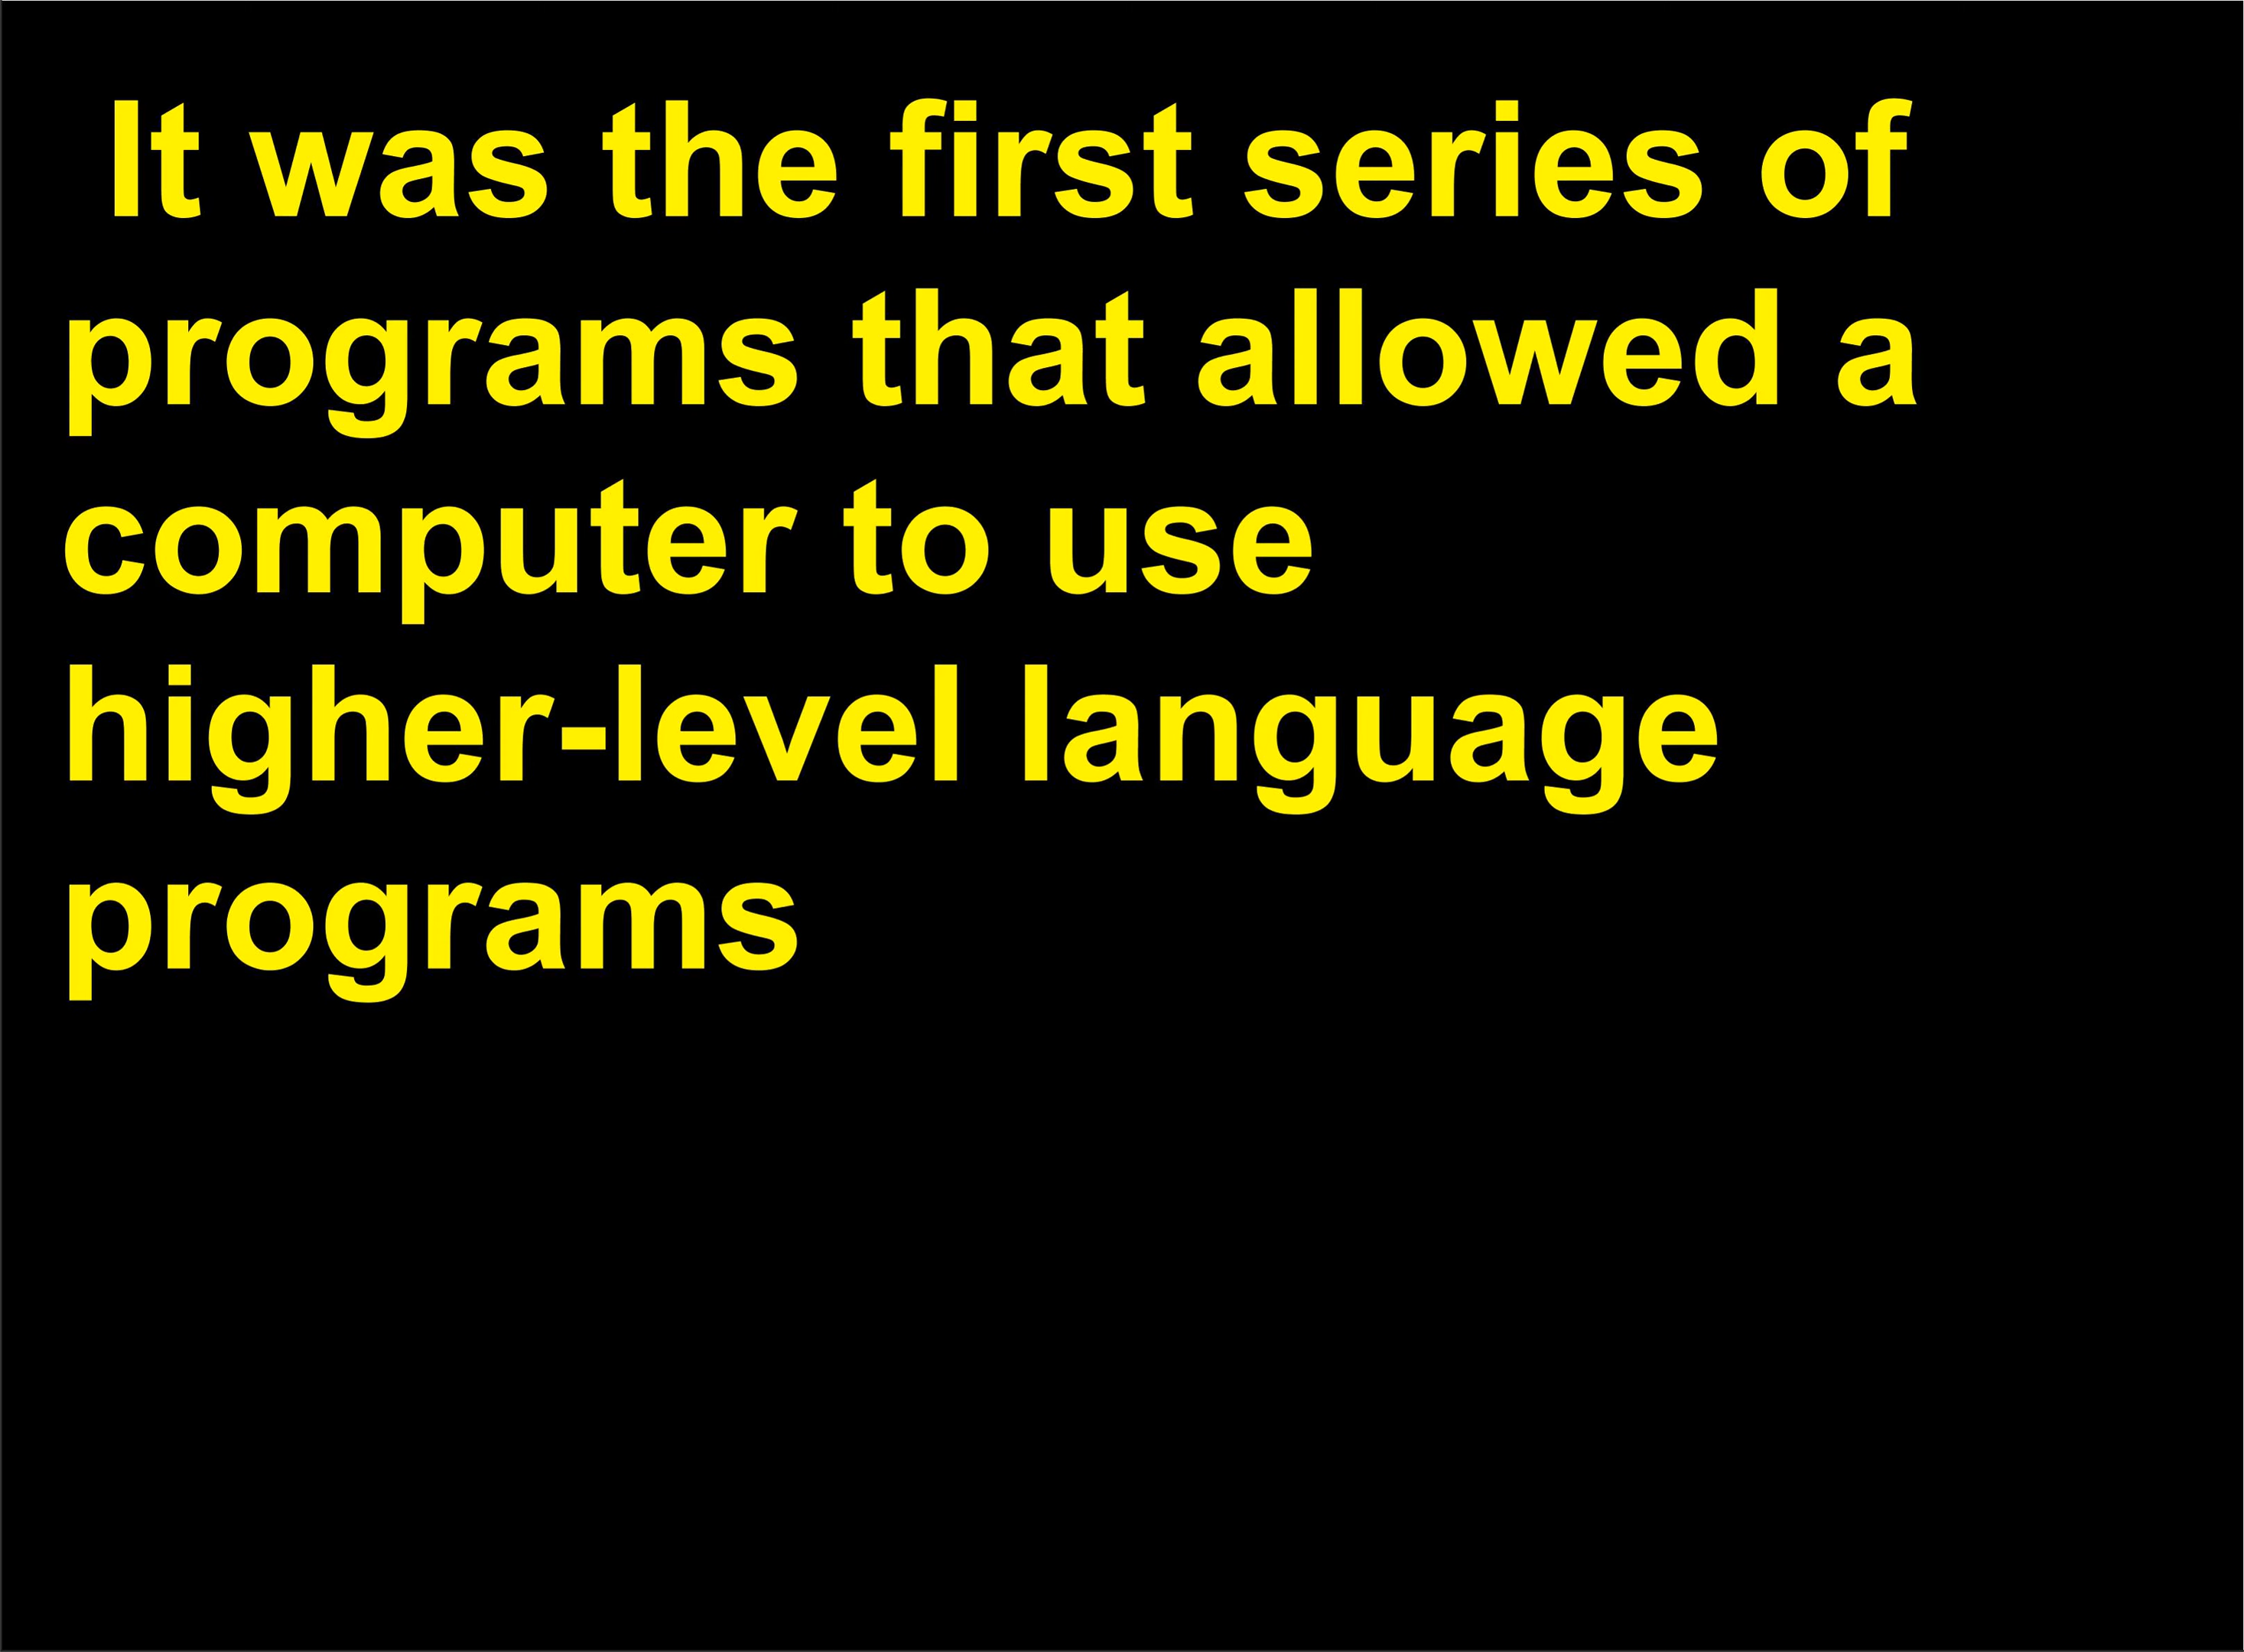 It was the first series of
programs that allowed a
computer to use
higher-level language
programs